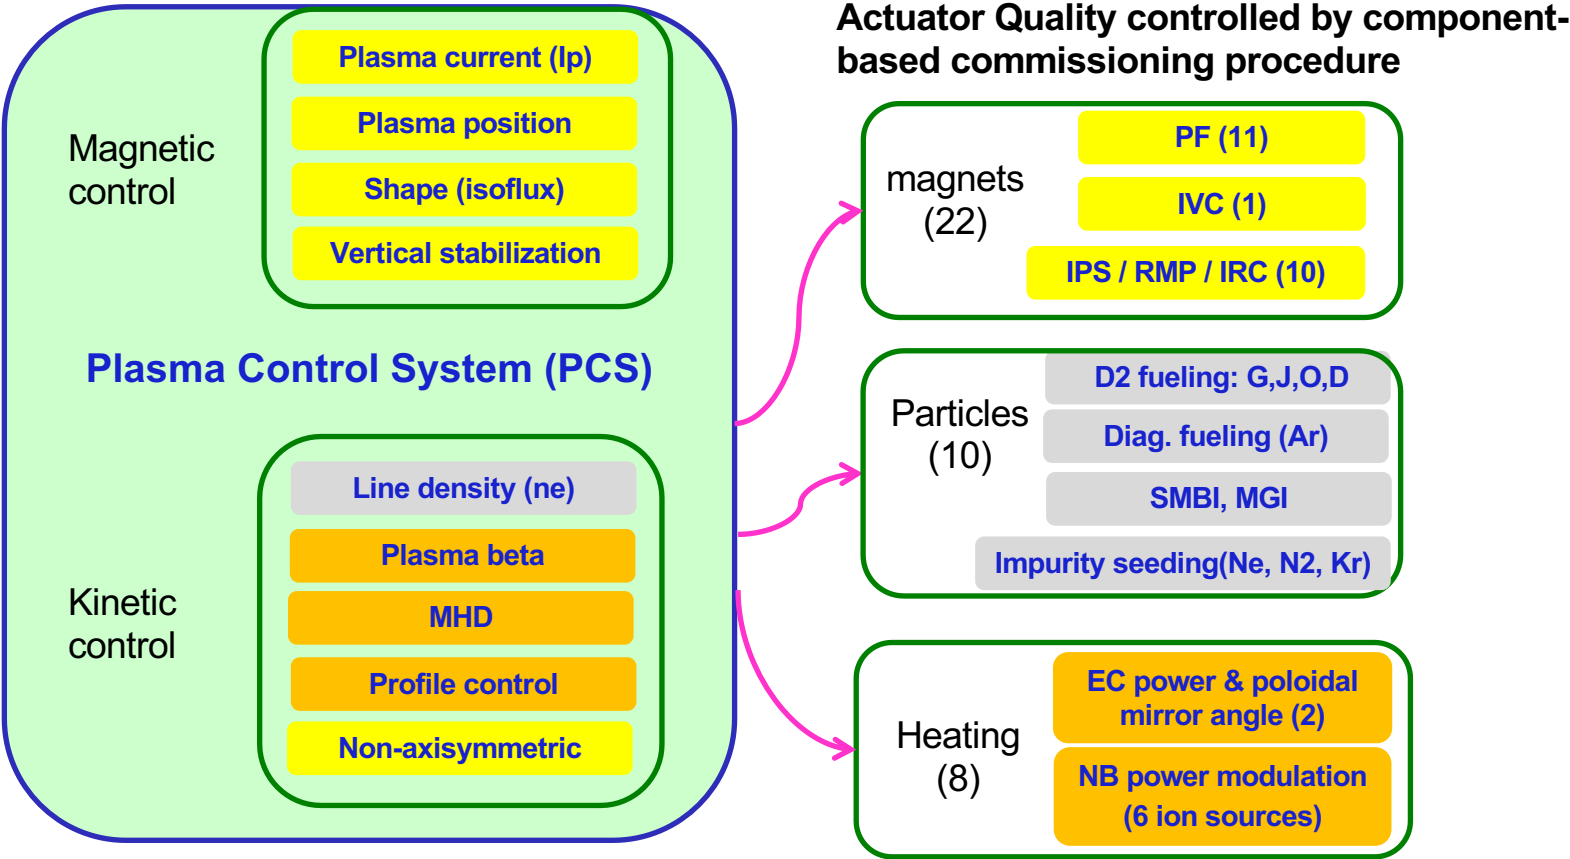 Magnetic
control
Plasma current (Ip)
Plasma position
Shape (isoflux)
Vertical stabilization
Plasma Control System (PCS)
Kinetic
control
Line density (ne)
Plasma beta
MHD
Profile control
Non-axisymmetric
Actuator Quality controlled by component-
based commissioning procedure
magnets
(22)
PF (11)
IVC (1)
IPS / RMP / IRC (10)
Particles
(10)
D2 fueling: G,J,O,D
Diag. fueling (Ar)
SMBI, MGI
Impurity seeding(Ne, N2, Kr)
Heating
(8)
EC power & poloidal
mirror angle (2)
NB power modulation
(6 ion sources)